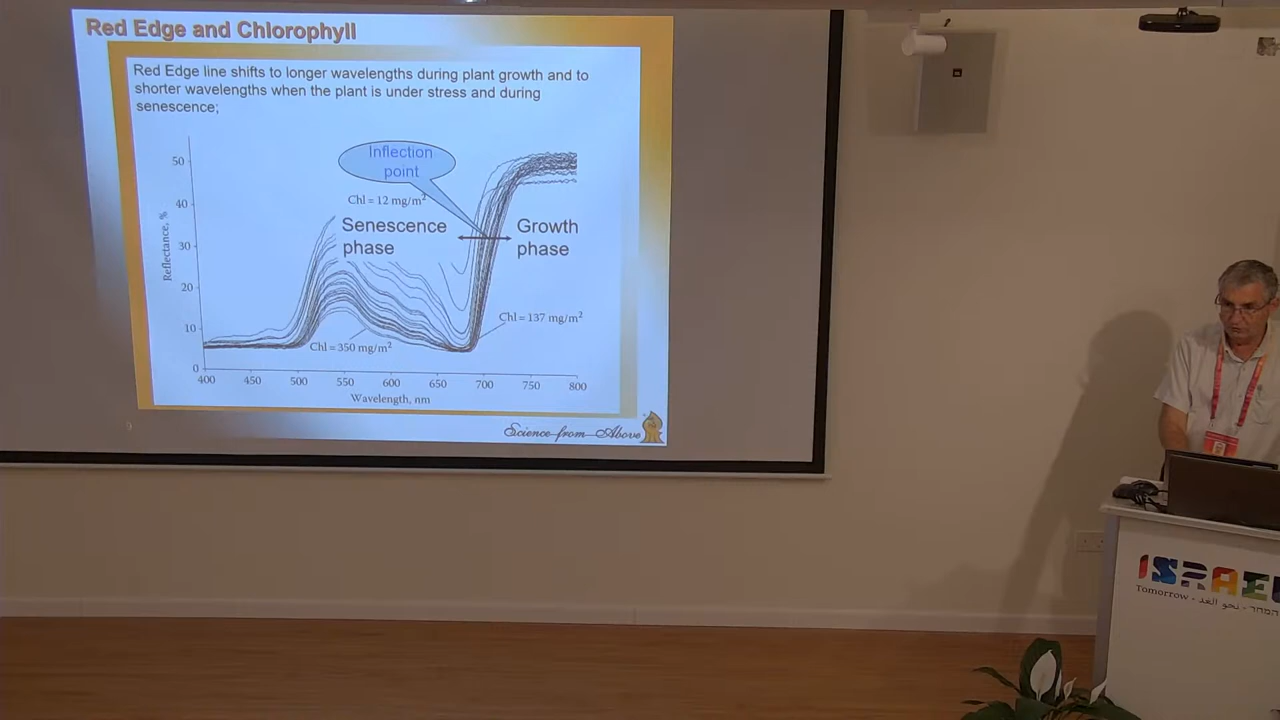 Red Edge and Chlorophyll
Red Edge line shifts to longer wavelengths during plant growth and to
shorter wavelengths when the plant is under stress and during
senescence;
Inflection
point
Chl = 12 mg/m²
Senescence
phase
Growth
phase
Chl = 137 mg/m²
Chl = 350 mg/m²
Reflectance, %
50
40
30
20
10
0
400 450 500 550 600 650 700 750 800
Wavelength, nm
Science from Above
9
ISRAE
Tomorrow - نحو الغد - המחר